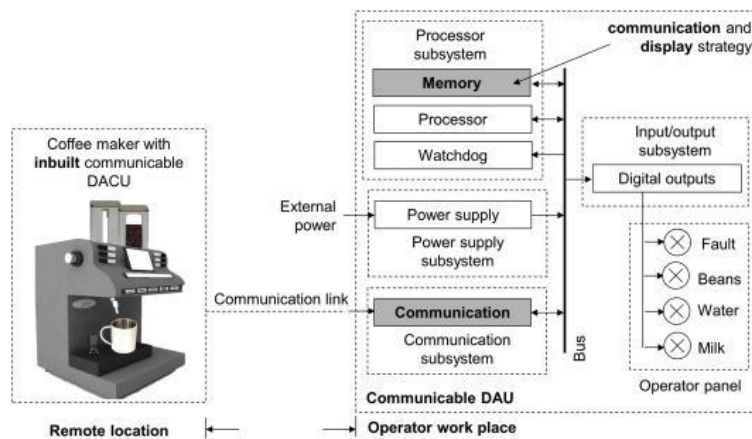 Processor subsystem
communication and
display strategy
Memory
Processor
Watchdog
Coffee maker with
inbuilt communicable
DACU
Input/output
subsystem
Digital outputs
External
power
Power supply
Power supply
subsystem
Fault
Beans
Water
Milk
Communication link
Communication
Communication
subsystem
Bus
Operator panel
Communicable DAU
Remote location
Operator work place